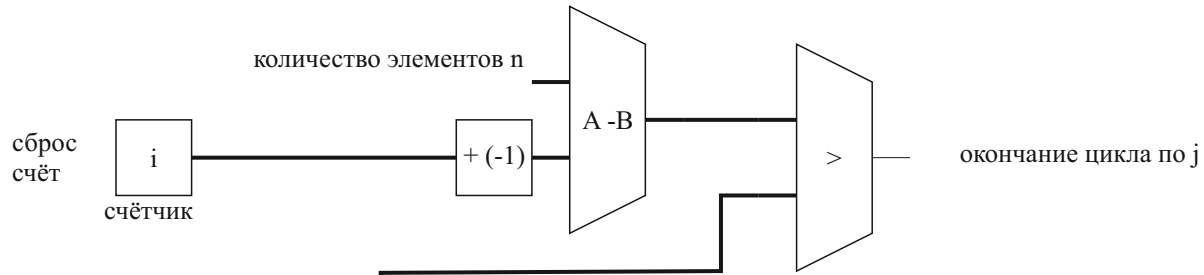 количество элементов n
A -B
сброс
счёт
i
+ (-1)
>
окончание цикла по j
счётчик